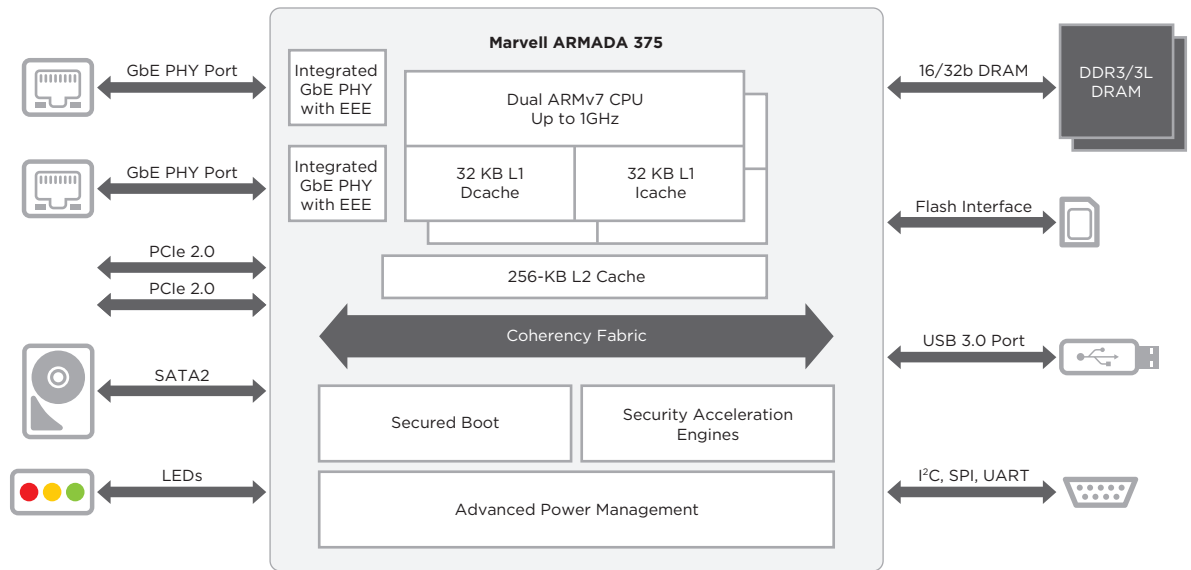 Marvell ARMADA 375
GbE PHY Port
GbE PHY Port
PCIe 2.0
PCIe 2.0
SATA2
LEDs
Integrated
GbE PHY
with EEE
Integrated
GbE PHY
with EEE
Dual ARMv7 CPU
Up to 1GHz
32 KB L1
Dcache
32 KB L1
Icache
256-KB L2 Cache
Coherency Fabric
Secured Boot
Security Acceleration
Engines
Advanced Power Management
16/32b DRAM
DDR3/3L
DRAM
Flash Interface
USB 3.0 Port
I²C, SPI, UART